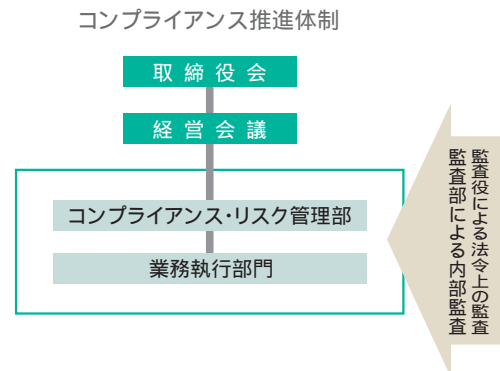 コンプライアンス推進体制
取締役会
経営会議
コンプライアンス・リスク管理部
業務執行部門
監査役による法令上の監査
監査部による内部監査